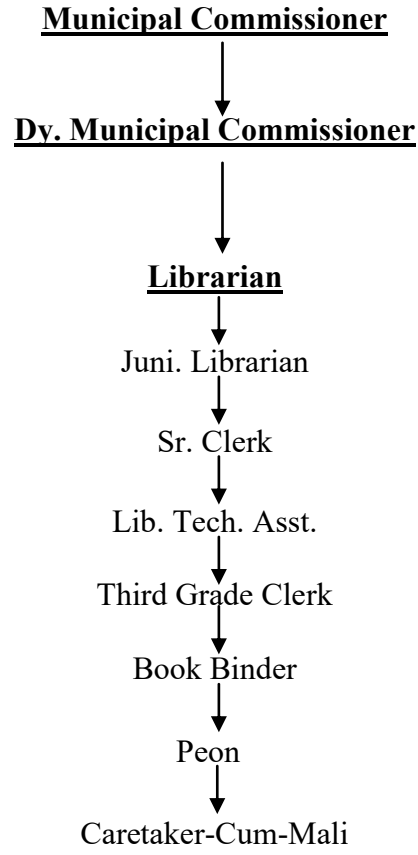 Municipal Commissioner
Dy. Municipal Commissioner
Librarian
Juni. Librarian
Sr. Clerk
Lib. Tech. Asst.
Third Grade Clerk
Book Binder
Peon
Caretaker-Cum-Mali